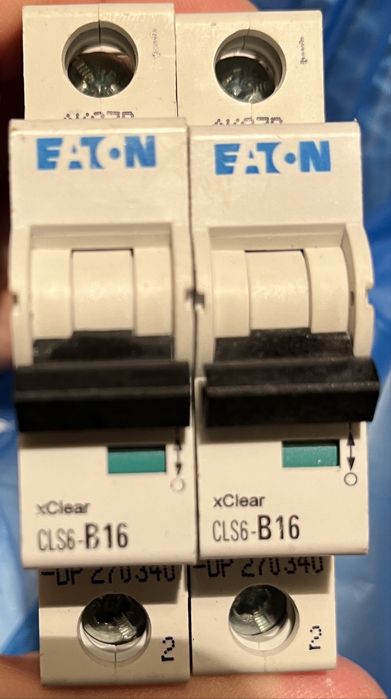 EATON
EATON
xClear
CLS6-B16
xClear
CLS6-B16
-DP 270340
-DP 270340
2
2